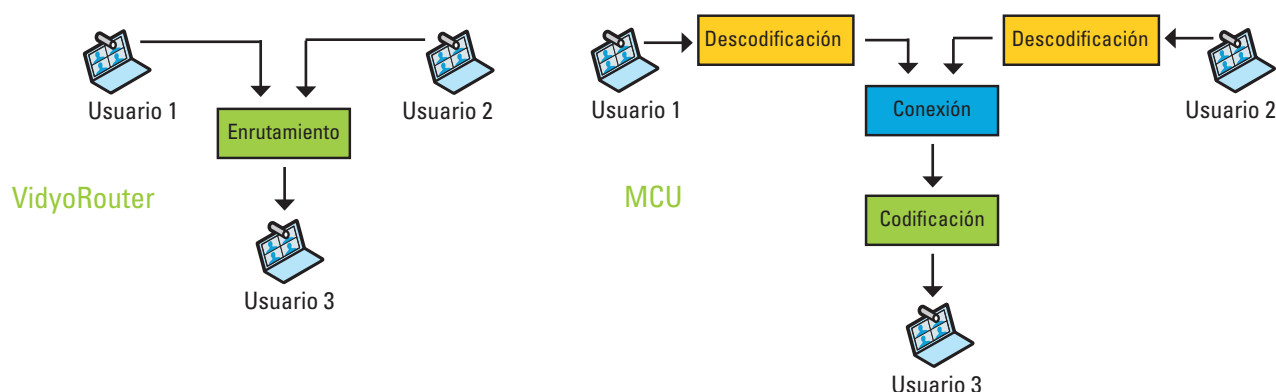 Usuario 1
Usuario 2
Enrutamiento
VidyoRouter
Usuario 3
Descodificación
Descodificación
Usuario 1
Usuario 2
Conexión
MCU
Codificación
Usuario 3